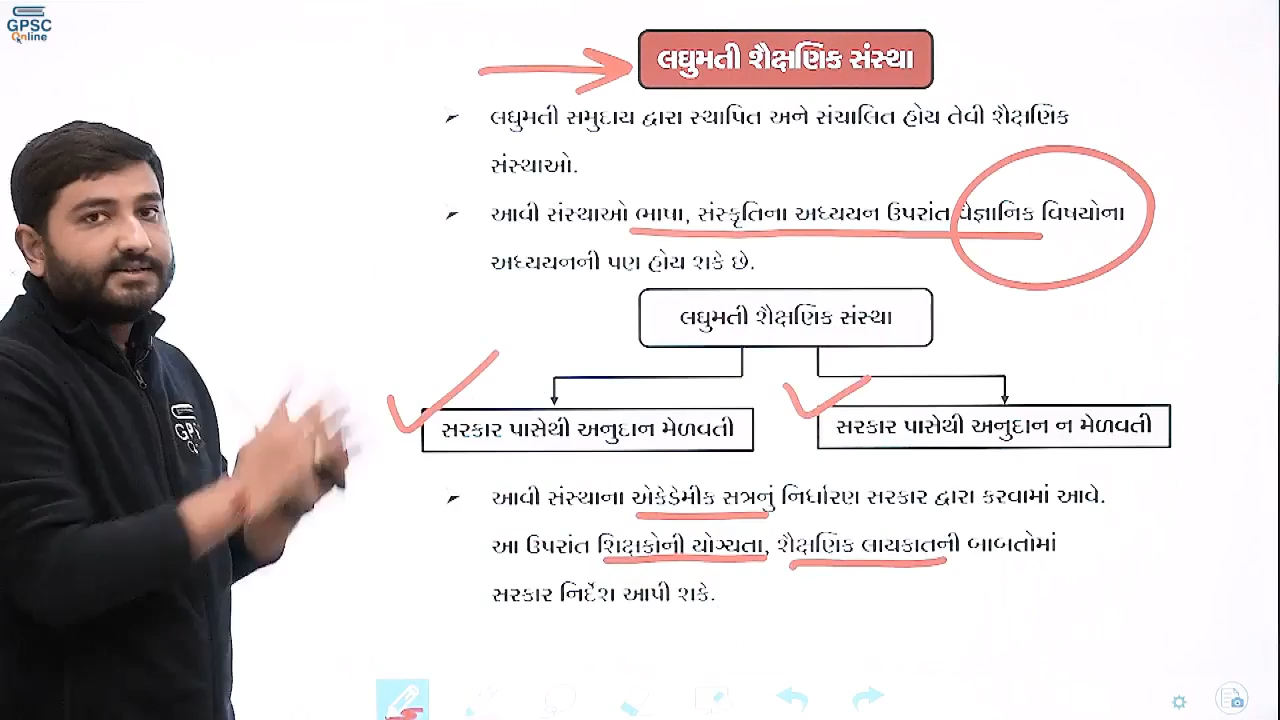 GPSC
Online
લઘુમતી શૈક્ષણિક સંસ્થા
લઘુમતી સમુદાય દ્વારા સ્થાપિત અને સંચાલિત હોય તેવી શૈક્ષણિક
સંસ્થાઓ.
આવી સંસ્થાઓ ભાષા, સંસ્કૃતિના અધ્યયન ઉપરાંત વૈજ્ઞાનિક વિષયોના
અધ્યયનની પણ હોય શકે છે.
લઘુમતી શૈક્ષણિક સંસ્થા
સરકાર પાસેથી અનુદાન મેળવતી
સરકાર પાસેથી અનુદાન ન મેળવતી
આવી સંસ્થાના એકેડેમીક સત્રનું નિર્ધારણ સરકાર દ્વારા કરવામાં આવે.
આ ઉપરાંત શિક્ષકોની યોગ્યતા, શૈક્ષણિક લાયકાતની બાબતોમાં
સરકાર નિર્દેશ આપી શકે.